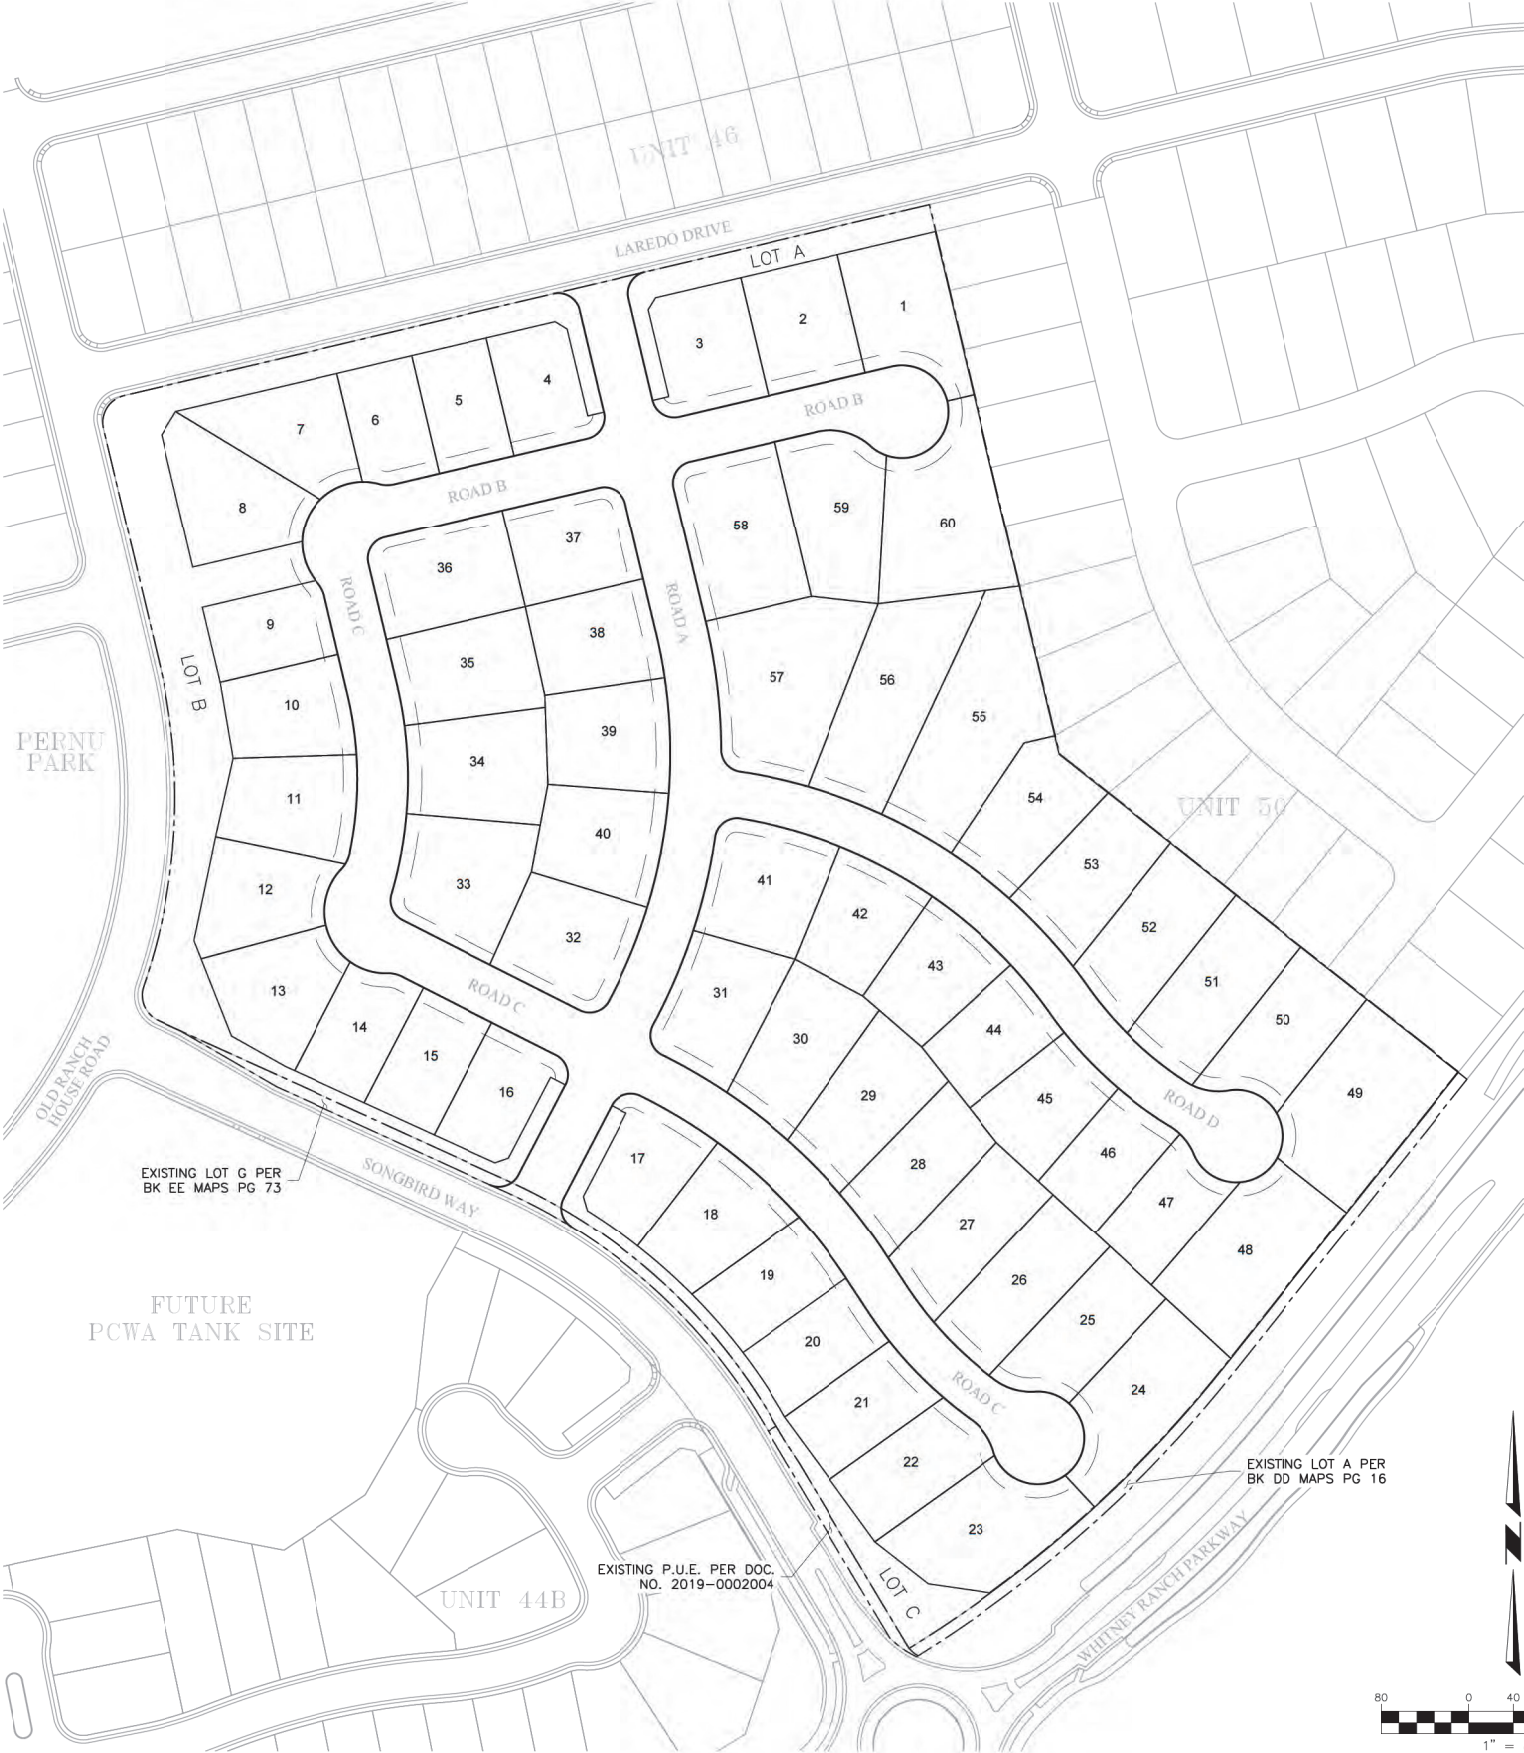 UNIT 46
LAREDO DRIVE
LOT A
1
2
3
4
5
6
7
8
ROAD B
ROAD B
58
59
60
37
36
ROAD C
ROAD A
9
38
35
LOT B
10
57
56
55
39
34
PERNU
PARK
11
54
UNIT 50
40
53
33
12
41
42
52
32
43
51
13
31
ROAD C
50
14
30
44
15
OLD RANCH
HOUSE ROAD
16
29
45
ROAD D
49
EXISTING LOT G PER
BK EE MAPS PG 73
SONGBIRD WAY
17
28
46
47
18
27
48
19
26
FUTURE
PCWA TANK SITE
25
20
24
ROAD C
21
22
EXISTING LOT A PER
BK DD MAPS PG 16
23
EXISTING P.U.E. PER DOC.
NO. 2019-0002004
LOT C
UNIT 44B
WHITNEY RANCH PARKWAY
N
80 0 40
1" =